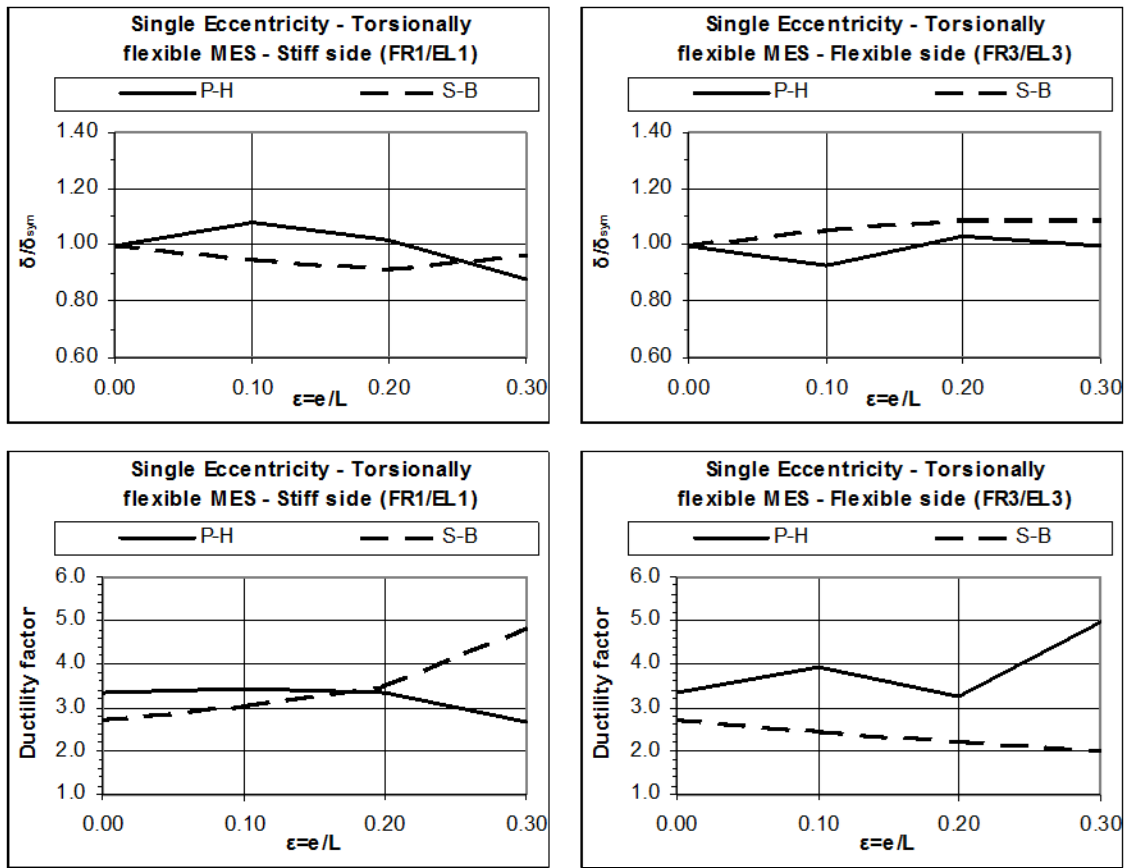 Single Eccentricity - Torsionally
flexible MES - Stiff side (FR1/EL1)
P-H S-B
1.40
1.20
1.00
0.80
0.60
δ/δsym
0.00 0.10 0.20 0.30
ε=e/L
Single Eccentricity - Torsionally
flexible MES - Flexible side (FR3/EL3)
P-H S-B
1.40
1.20
1.00
0.80
0.60
δ/δsym
0.00 0.10 0.20 0.30
ε=e/L
Single Eccentricity - Torsionally
flexible MES - Stiff side (FR1/EL1)
P-H S-B
6.0
5.0
4.0
3.0
2.0
1.0
Ductility factor
0.00 0.10 0.20 0.30
ε=e/L
Single Eccentricity - Torsionally
flexible MES - Flexible side (FR3/EL3)
P-H S-B
6.0
5.0
4.0
3.0
2.0
1.0
Ductility factor
0.00 0.10 0.20 0.30
ε=e/L